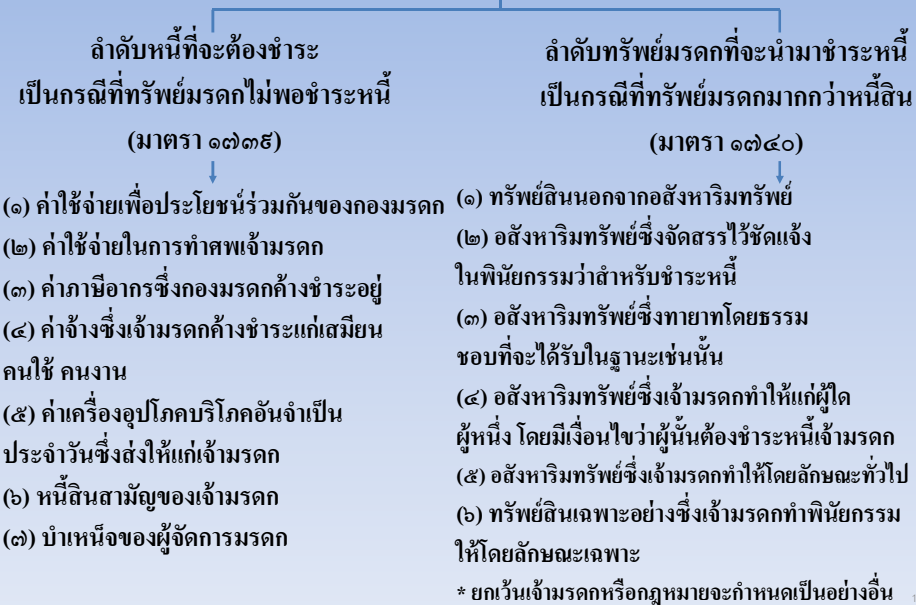 ลำดับหนี้ที่จะต้องชำระ
เป็นกรณีที่ทรัพย์มรดกไม่พอชำระหนี้
(มาตรา ๑๗๓๙)
(๑) ค่าใช้จ่ายเพื่อประโยชน์ร่วมกันของกองมรดก
(๒) ค่าใช้จ่ายในการทำศพเจ้ามรดก
(๓) ค่าภาษีอากรซึ่งกองมรดกค้างชำระอยู่
(๔) ค่าจ้างซึ่งเจ้ามรดกค้างชำระแก่เสมียน
คนใช้ คนงาน
(๕) ค่าเครื่องอุปโภคบริโภคอันจำเป็น
ประจำวันซึ่งส่งให้แก่เจ้ามรดก
(๖) หนี้สินสามัญของเจ้ามรดก
(๗) บำเหน็จของผู้จัดการมรดก
ลำดับทรัพย์มรดกที่จะนำมาชำระหนี้
เป็นกรณีที่ทรัพย์มรดกมากกว่าหนี้สิน
(มาตรา ๑๗๔๐)
(๑) ทรัพย์สินนอกจากอสังหาริมทรัพย์
(๒) อสังหาริมทรัพย์ซึ่งจัดสรรไว้ชัดแจ้ง
ในพินัยกรรมว่าสำหรับชำระหนี้
(๓) อสังหาริมทรัพย์ซึ่งทายาทโดยธรรม
ชอบที่จะได้รับในฐานะเช่นนั้น
(๔) อสังหาริมทรัพย์ซึ่งเจ้ามรดกทำให้แก่ผู้ใด
ผู้หนึ่ง โดยมีเงื่อนไขว่าผู้นั้นต้องชำระหนี้เจ้ามรดก
(๕) อสังหาริมทรัพย์ซึ่งเจ้ามรดกทำให้โดยลักษณะทั่วไป
(๖) ทรัพย์สินเฉพาะอย่างซึ่งเจ้ามรดกทำพินัยกรรม
ให้โดยลักษณะเฉพาะ
* ยกเว้นเจ้ามรดกหรือกฎหมายจะกำหนดเป็นอย่างอื่น